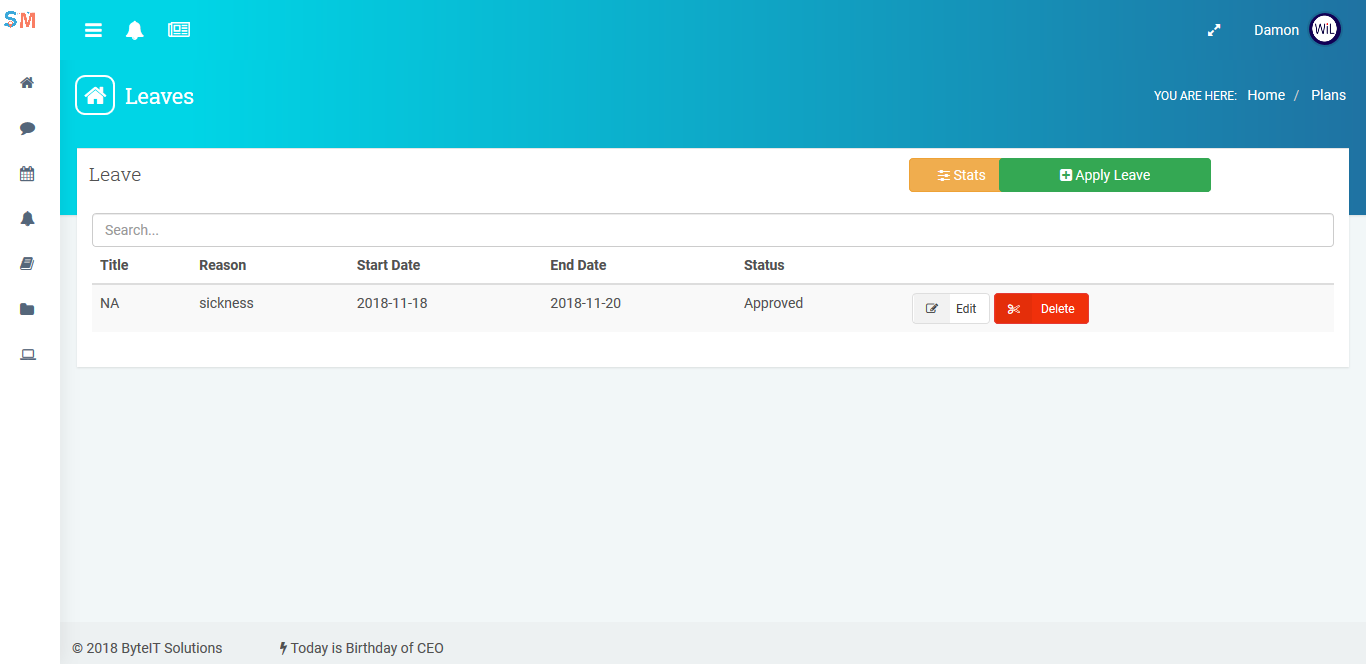 SM
Damon WiL
Leaves
YOU ARE HERE: Home / Plans
Leave
Stats Apply Leave
Search...
Title Reason Start Date End Date Status
NA sickness 2018-11-18 2018-11-20 Approved Edit Delete
© 2018 ByteIT Solutions Today is Birthday of CEO